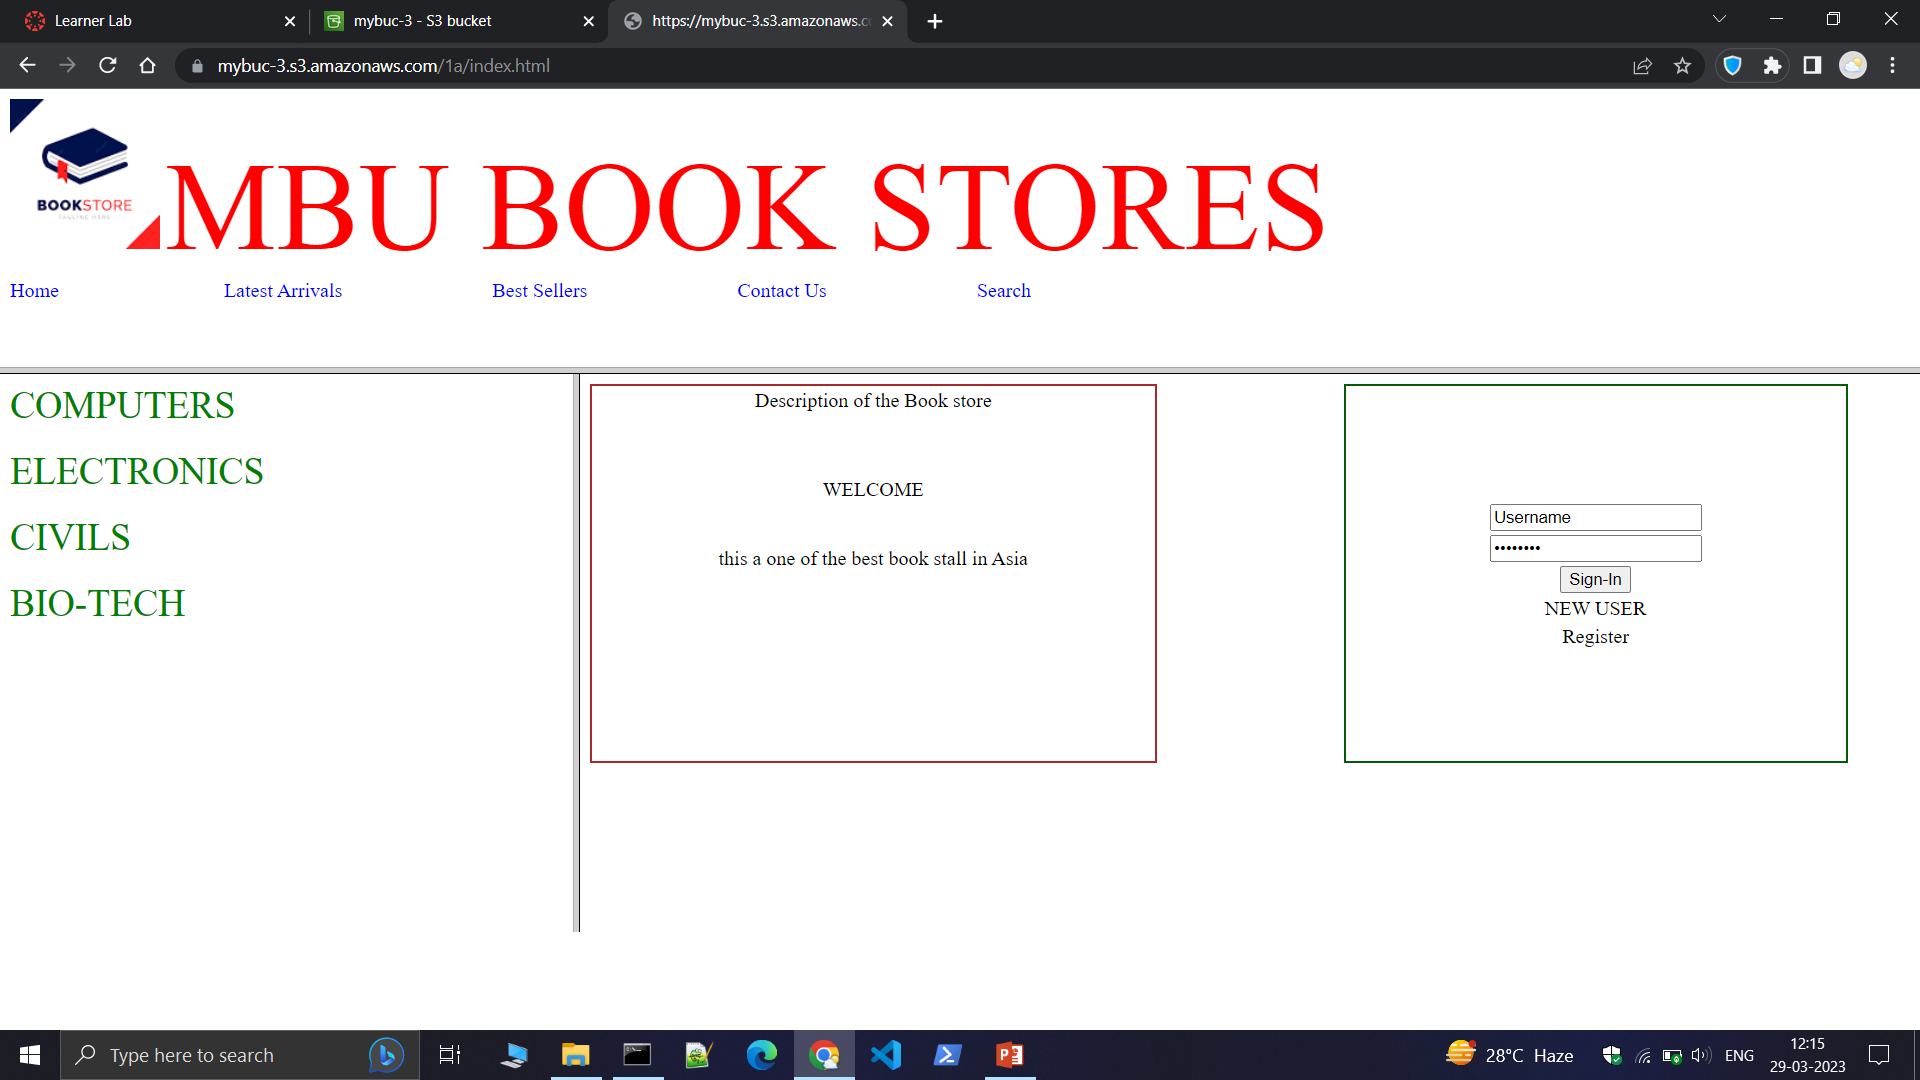 Learner Lab
mybuc-3 - S3 bucket
https://mybuc-3.s3.amazonaws.c
mybuc-3.s3.amazonaws.com/1a/index.html
BOOKSTORE
TAGLINE HERE
MBU BOOK STORES
Home Latest Arrivals Best Sellers Contact Us Search
COMPUTERS
ELECTRONICS
CIVILS
BIO-TECH
Description of the Book store
WELCOME
this a one of the best book stall in Asia
Username
••••••••
Sign-In
NEW USER
Register
Type here to search
28°C Haze
ENG
12:15
29-03-2023